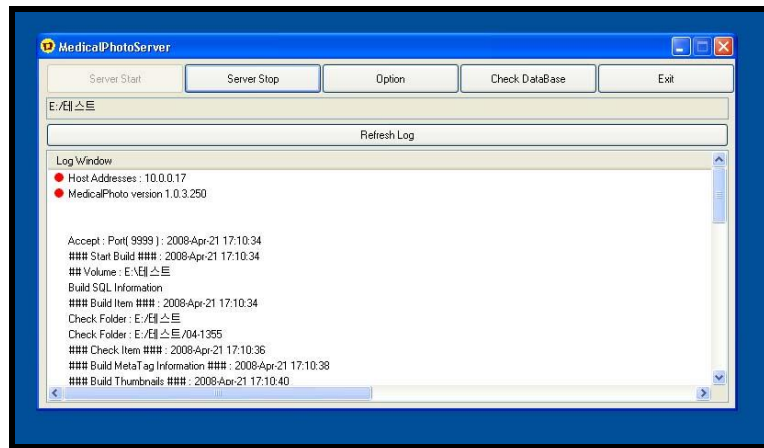 MedicalPhotoServer
Server Start Server Stop Option Check DataBase Exit
E:/테스트
Refresh Log
Log Window
Host Addresses : 10.0.0.17
MedicalPhoto version 1.0.3.250
Accept : Port( 9999 ) : 2008-Apr-21 17:10:34
### Start Build ### : 2008-Apr-21 17:10:34
## Volume : E:\테스트
Build SQL Information
### Build Item ### : 2008-Apr-21 17:10:34
Check Folder : E:/테스트
Check Folder : E:/테스트/04-1355
### Check Item ### : 2008-Apr-21 17:10:36
### Build MetaTag Information ### : 2008-Apr-21 17:10:38
### Build Thumbnails ### : 2008-Apr-21 17:10:40